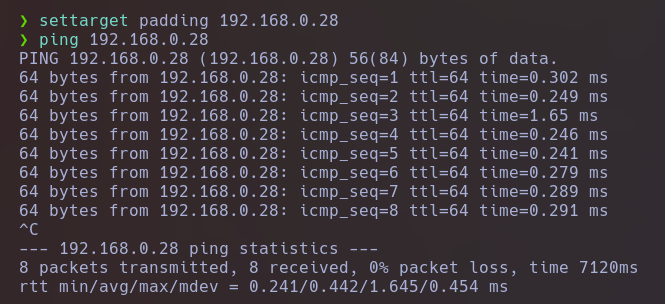 ❯ settarget padding 192.168.0.28
❯ ping 192.168.0.28
PING 192.168.0.28 (192.168.0.28) 56(84) bytes of data.
64 bytes from 192.168.0.28: icmp_seq=1 ttl=64 time=0.302 ms
64 bytes from 192.168.0.28: icmp_seq=2 ttl=64 time=0.249 ms
64 bytes from 192.168.0.28: icmp_seq=3 ttl=64 time=1.65 ms
64 bytes from 192.168.0.28: icmp_seq=4 ttl=64 time=0.246 ms
64 bytes from 192.168.0.28: icmp_seq=5 ttl=64 time=0.241 ms
64 bytes from 192.168.0.28: icmp_seq=6 ttl=64 time=0.279 ms
64 bytes from 192.168.0.28: icmp_seq=7 ttl=64 time=0.289 ms
64 bytes from 192.168.0.28: icmp_seq=8 ttl=64 time=0.291 ms
^C
--- 192.168.0.28 ping statistics ---
8 packets transmitted, 8 received, 0% packet loss, time 7120ms
rtt min/avg/max/mdev = 0.241/0.442/1.645/0.454 ms